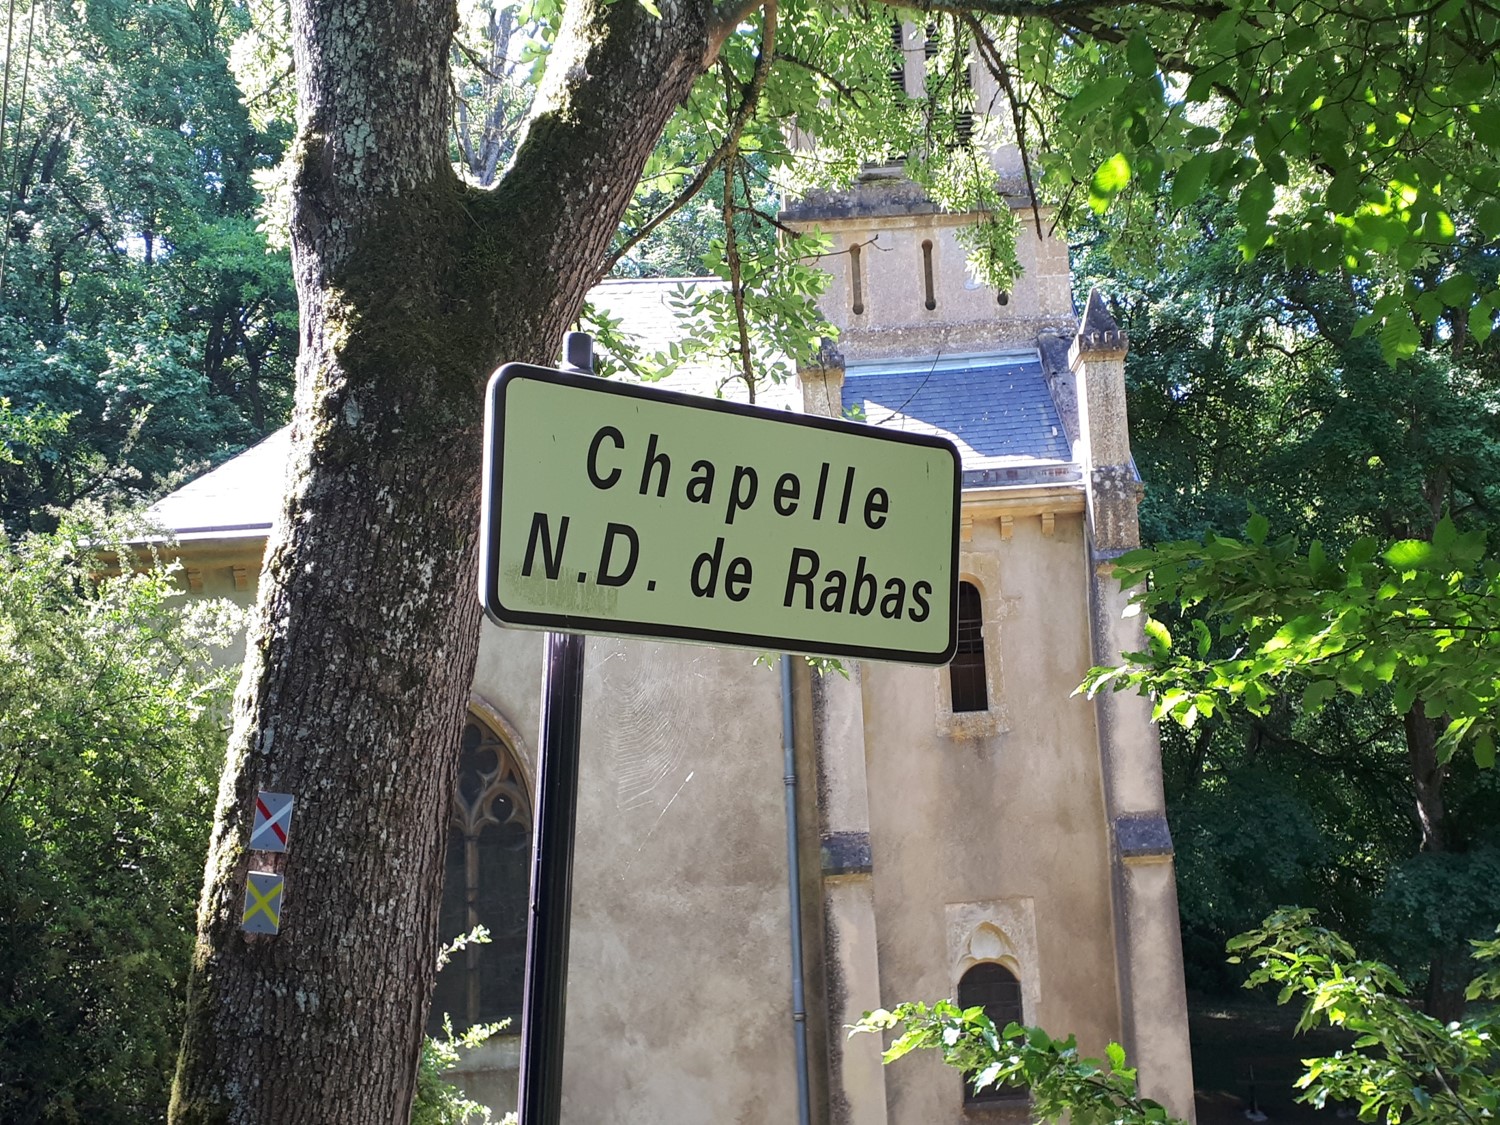 Chapelle
N.D. de Rabas